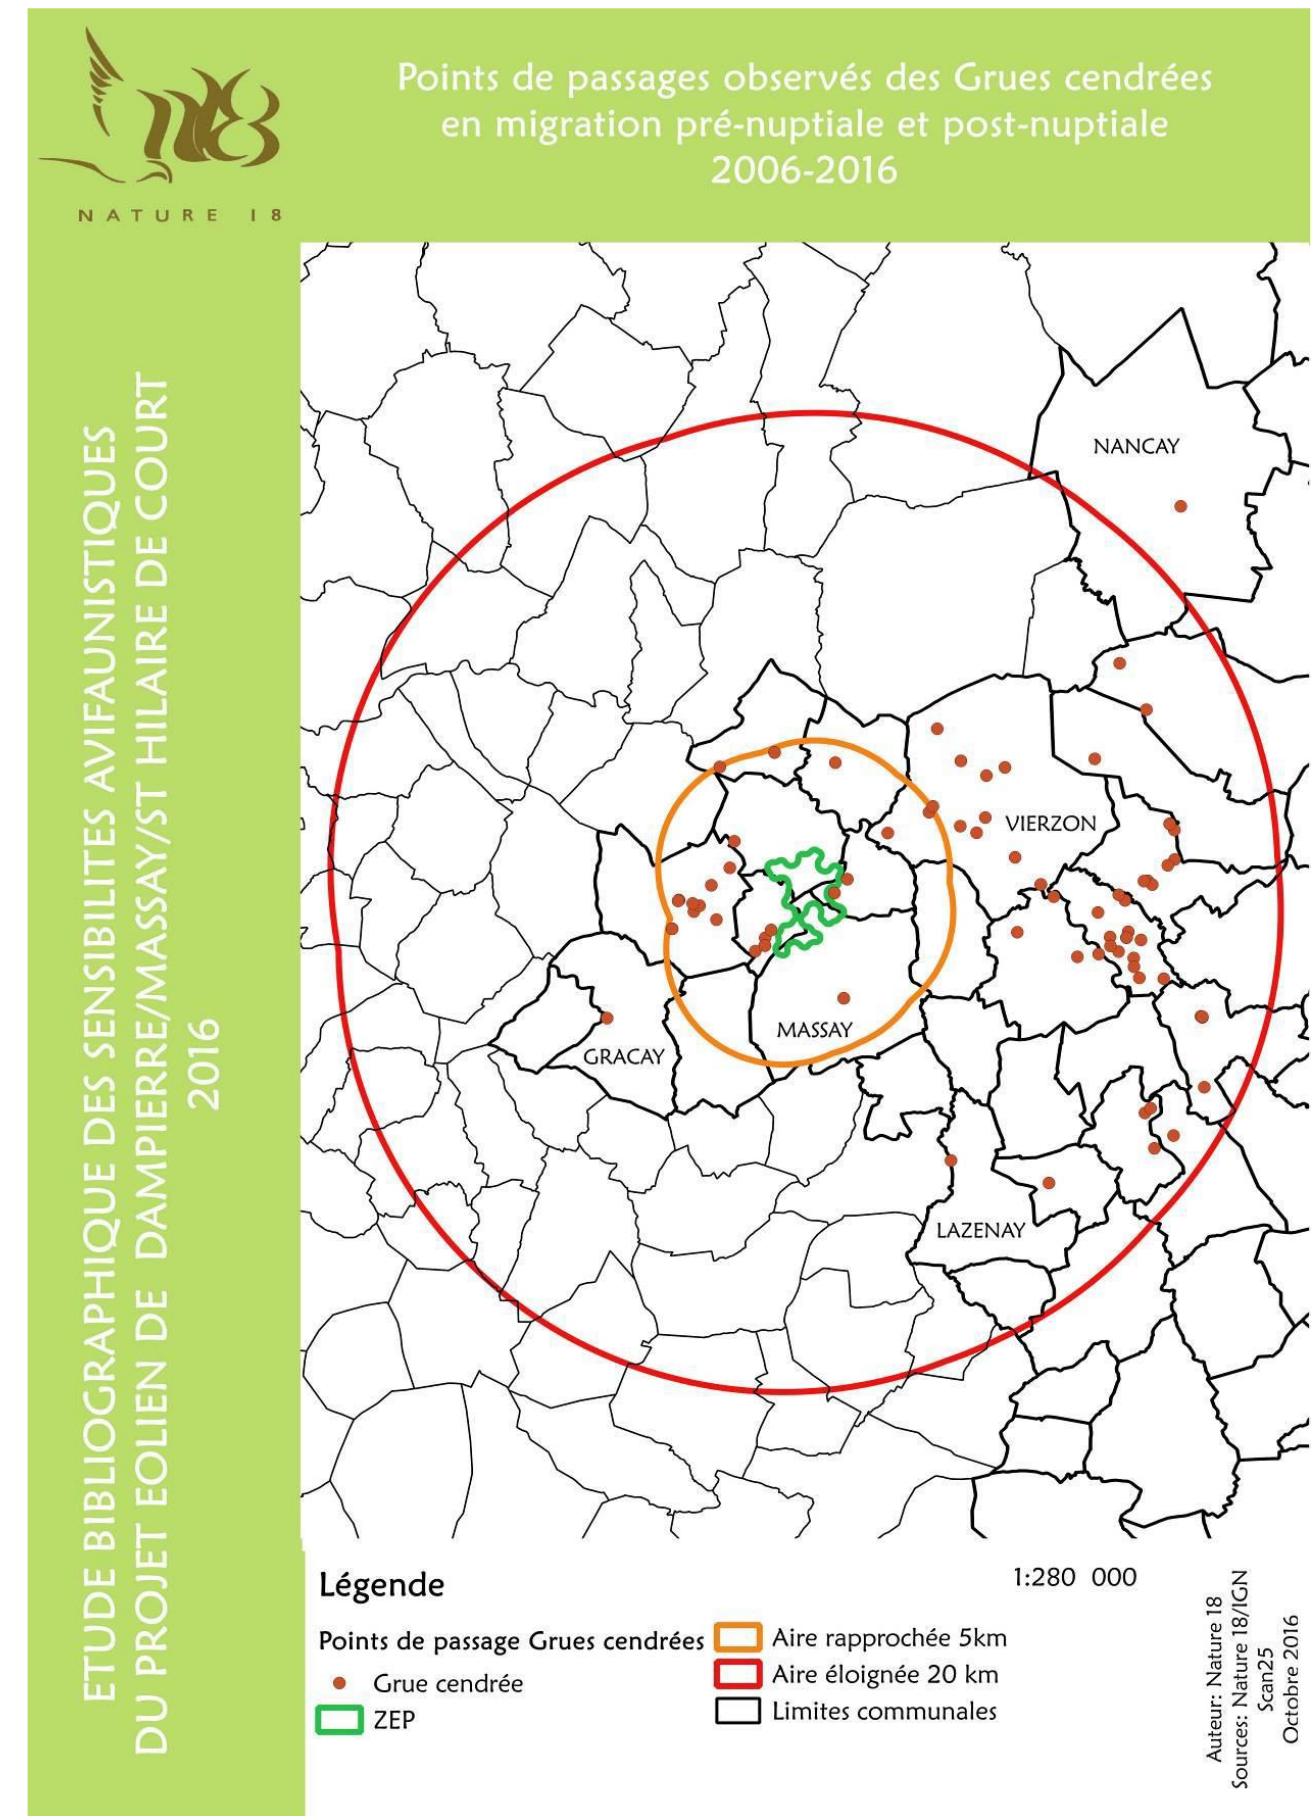 NATURE 18
Points de passages observés des Grues cendrées
en migration pré-nuptiale et post-nuptiale
2006-2016
ETUDE BIBLIOGRAPHIQUE DES SENSIBILITES AVIFAUNISTIQUES
DU PROJET EOLIEN DE DAMPIERRE/MASSAY/ST HILAIRE DE COURT
2016
NANCAY
VIERZON
MASSAY
GRACAY
LAZENAY
Légende
1:280 000
Points de passage Grues cendrées
Grue cendrée
ZEP
Aire rapprochée 5km
Aire éloignée 20 km
Limites communales
Auteur: Nature 18
Sources: Nature 18/IGN
Scan25
Octobre 2016